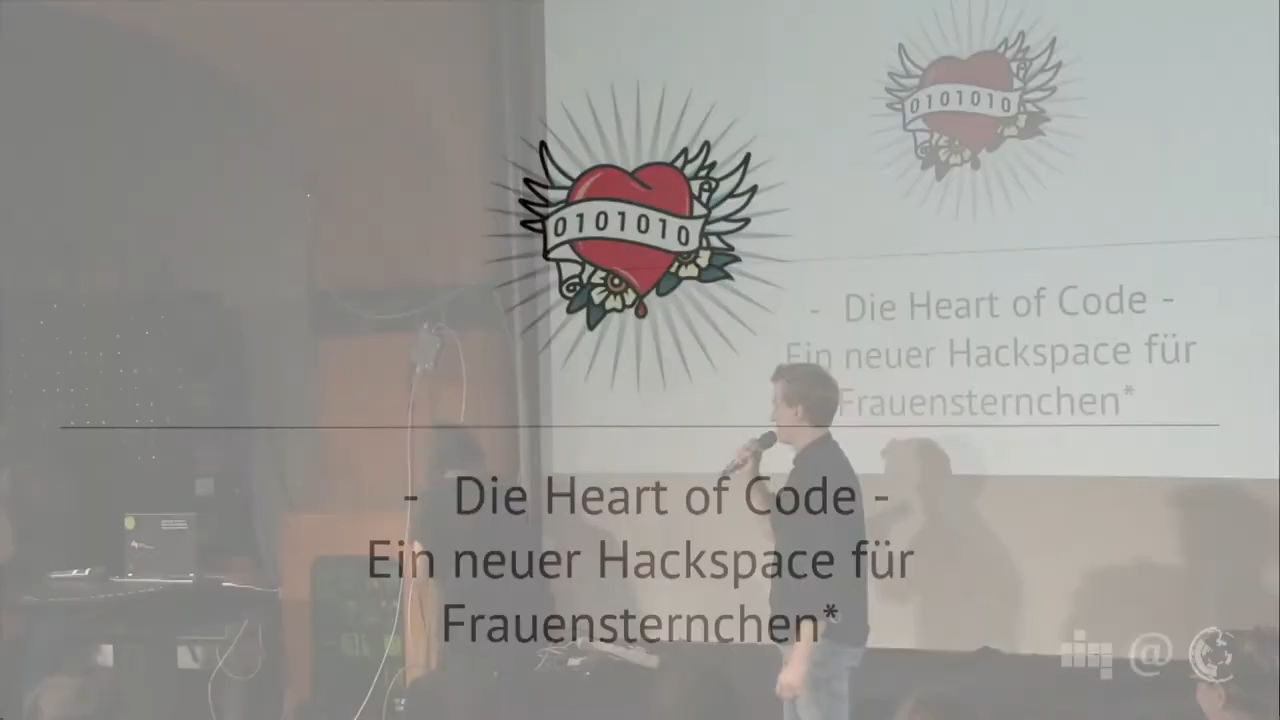 0101010
- Die Heart of Code -
Ein neuer Hackspace für
Frauensternchen*
0101010
- Die Heart of Code -
Ein neuer Hackspace für
Frauensternchen*
@